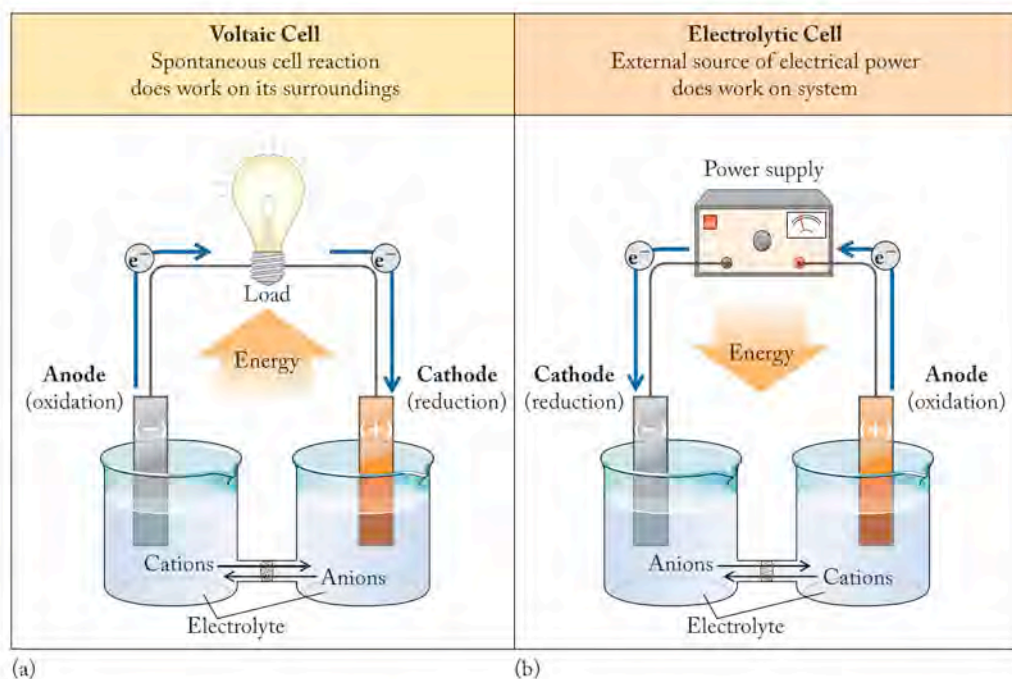 Voltaic Cell
Spontaneous cell reaction
does work on its surroundings
Electrolytic Cell
External source of electrical power
does work on system
e⁻
e⁻
Load
Energy
Anode
(oxidation)
Cathode
(reduction)
(−)
(+)
Cations
Anions
Electrolyte
(a)
Power supply
e⁻
e⁻
Energy
Cathode
(reduction)
Anode
(oxidation)
(−)
(+)
Anions
Cations
Electrolyte
(b)